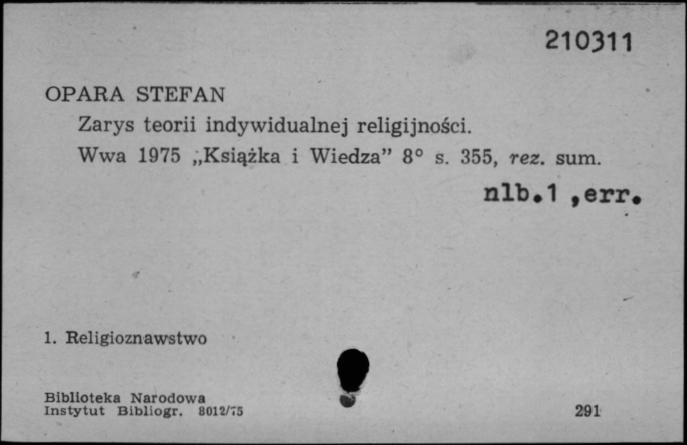 210311
OPARA STEFAN
Zarys teorii indywidualnej religijności.
Wwa 1975 „Książka i Wiedza” 8° s. 355, rez. sum.
nlb.1 ,err.
1. Religioznawstwo
Biblioteka Narodowa
Instytut Bibliogr. 8012/75
291